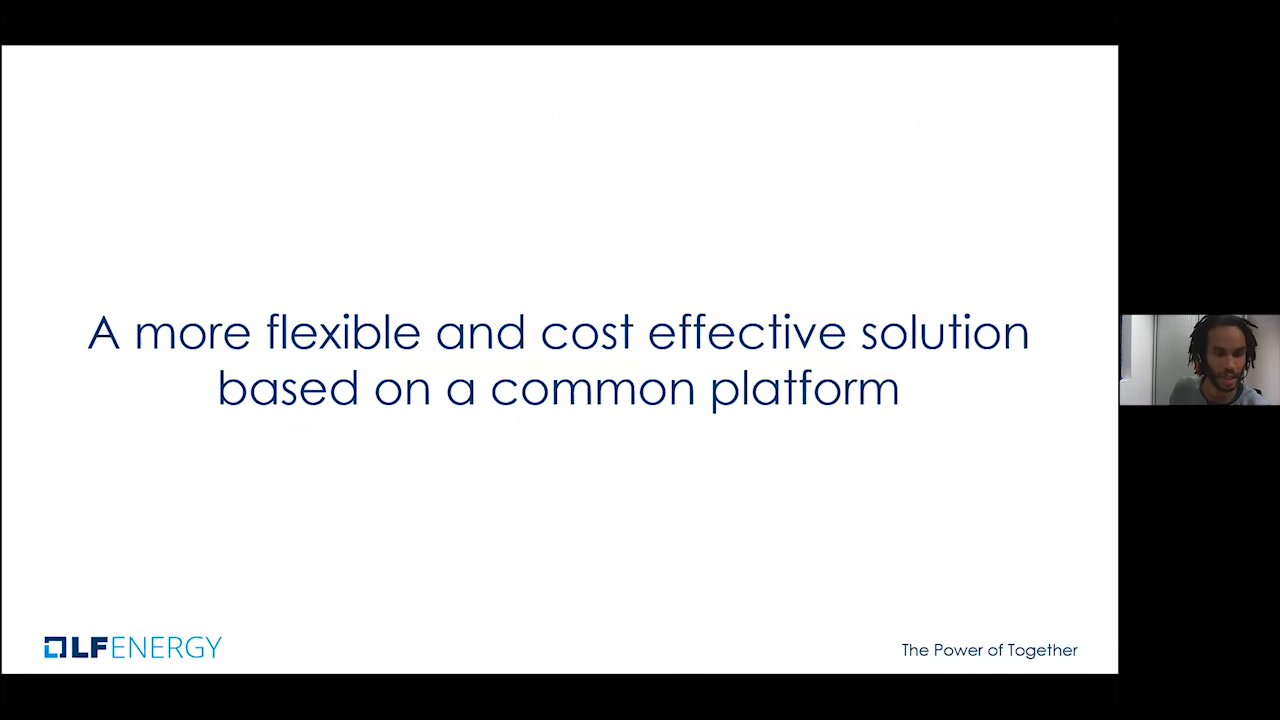 A more flexible and cost effective solution
based on a common platform
LFENERGY
The Power of Together